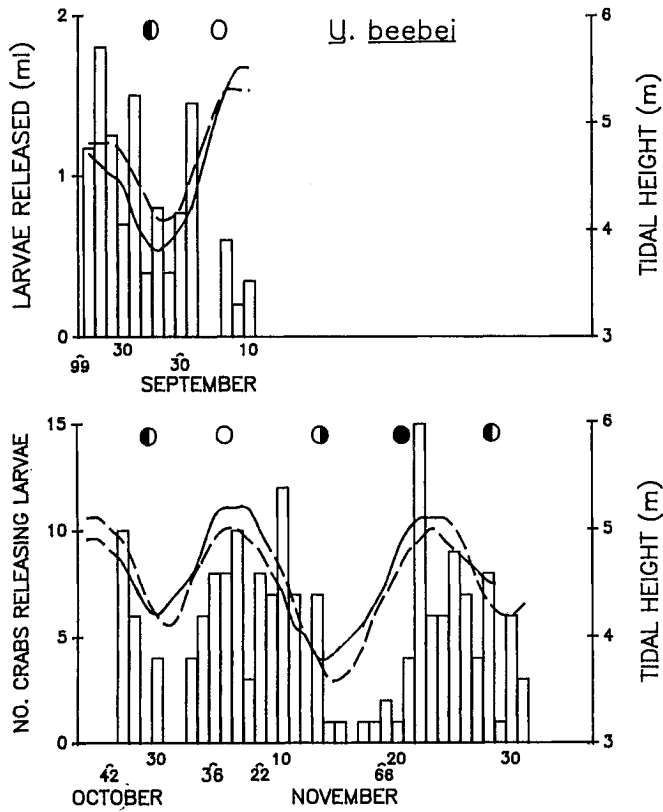 U. beebei
LARVAE RELEASED (ml)
2
1
0
6
5
4
3
TIDAL HEIGHT (m)
30 10
99 30
SEPTEMBER
NO. CRABS RELEASING LARVAE
15
10
5
0
6
5
4
3
TIDAL HEIGHT (m)
30 10 20 30
42 36 22 66
OCTOBER NOVEMBER